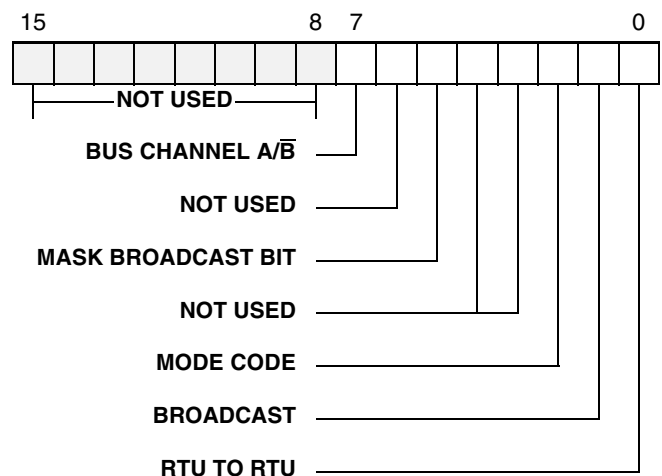 15 8 7 0
NOT USED
BUS CHANNEL A/B̅
NOT USED
MASK BROADCAST BIT
NOT USED
MODE CODE
BROADCAST
RTU TO RTU